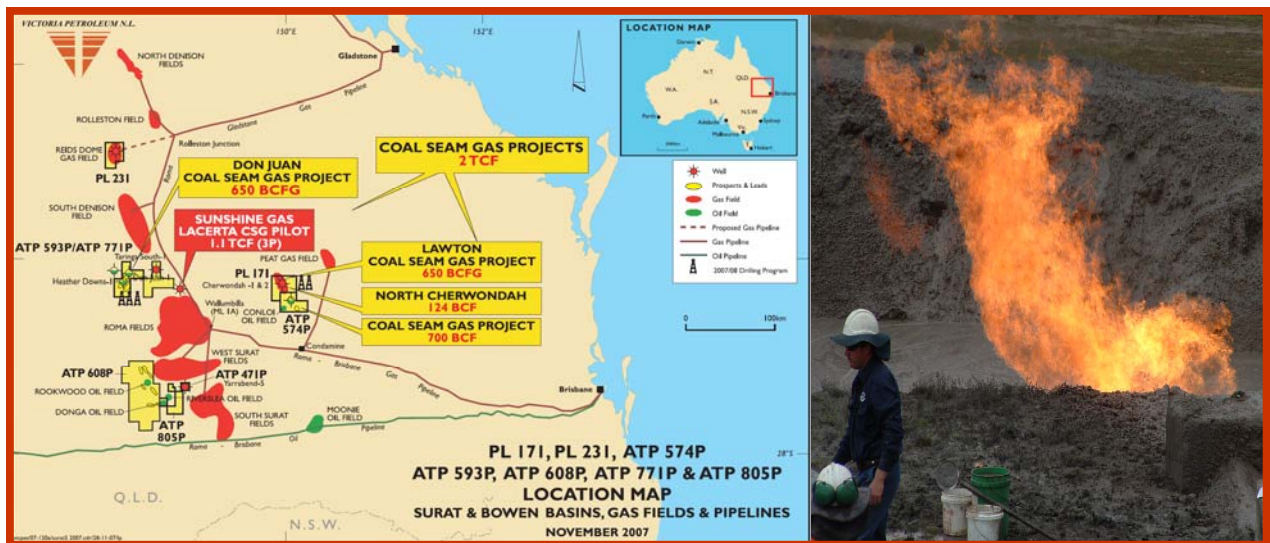 VICTORIA PETROLEUM N.L.
150°E
152°E
NORTH DENISON
FIELDS
Gladstone
Gladstone
Gas
Pipeline
ROLLESTON FIELD
Rolleston Junction
REIDS DOME
GAS FIELD
PL 231
DON JUAN
COAL SEAM GAS PROJECT
650 BCFG
COAL SEAM GAS PROJECTS
2 TCF
SOUTH DENISON
FIELD
SUNSHINE GAS
LACERTA CSG PILOT
1.1 TCF (3P)
ATP 593P/ATP 771P
Taringa South-1
Heather Downs-1
PEAT GAS FIELD
PL 171
Cherwondah -1 & 2
LAWTON
COAL SEAM GAS PROJECT
650 BCFG
NORTH CHERWONDAH
124 BCF
COAL SEAM GAS PROJECT
700 BCF
Wallumbilla
(ML 1A)
CONLOI
OIL FIELD
ATP
574P
ROMA FIELDS
Condamine
Roma - Brisbane Gas Pipeline
Brisbane
WEST SURAT
FIELDS
ATP 608P
ATP 471P
Yarrabend-5
ROOKWOOD OIL FIELD
RIVERSLEA OIL FIELD
DONGA OIL FIELD
ATP
805P
SOUTH SURAT
FIELDS
MOONIE
OIL FIELD
Roma - Brisbane Oil Pipeline
28°S
Q.L.D.
N.S.W.
PL 171, PL 231, ATP 574P
ATP 593P, ATP 608P, ATP 771P & ATP 805P
LOCATION MAP
SURAT & BOWEN BASINS, GAS FIELDS & PIPELINES
NOVEMBER 2007
LOCATION MAP
Darwin
N.T.
QLD.
W.A.
S.A.
N.S.W.
Brisbane
Perth
Adelaide
Sydney
Vic
Melbourne
Hobart
Well
Prospects & Leads
Gas Field
Oil Field
Proposed Gas Pipeline
Gas Pipeline
Oil Pipeline
2007/08 Drilling Program
0
100km